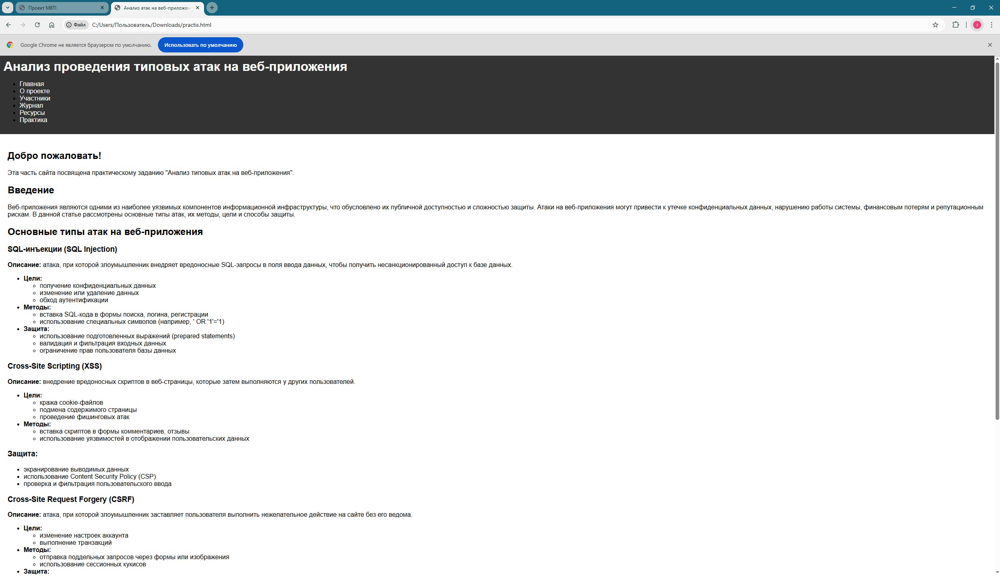 Проект MBTI
Анализ атак на веб-приложен
Файл
C:/Users/Пользователь/Downloads/practis.html
Google Chrome не является браузером по умолчанию.
Использовать по умолчанию
Анализ проведения типовых атак на веб-приложения
Главная
О проекте
Участники
Журнал
Ресурсы
Практика
Добро пожаловать!
Эта часть сайта посвящена практическому заданию "Анализ типовых атак на веб-приложения".
Введение
Веб-приложения являются одними из наиболее уязвимых компонентов информационной инфраструктуры, что обусловлено их публичной доступностью и сложностью защиты. Атаки на веб-приложения могут привести к утечке конфиденциальных данных, нарушению работы системы, финансовым потерям и репутационным
рискам. В данной статье рассмотрены основные типы атак, их методы, цели и способы защиты.
Основные типы атак на веб-приложения
SQL-инъекции (SQL Injection)
Описание: атака, при которой злоумышленник внедряет вредоносные SQL-запросы в поля ввода данных, чтобы получить несанкционированный доступ к базе данных.
Цели:
получение конфиденциальных данных
изменение или удаление данных
обход аутентификации
Методы:
вставка SQL-кода в формы поиска, логина, регистрации
использование специальных символов (например, ' OR '1'='1)
Защита:
использование подготовленных выражений (prepared statements)
валидация и фильтрация входных данных
ограничение прав пользователя базы данных
Cross-Site Scripting (XSS)
Описание: внедрение вредоносных скриптов в веб-страницы, которые затем выполняются у других пользователей.
Цели:
кража cookie-файлов
подмена содержимого страницы
проведение фишинговых атак
Методы:
вставка скриптов в формы комментариев, отзывы
использование уязвимостей в отображении пользовательских данных
Защита:
экранирование выводимых данных
использование Content Security Policy (CSP)
проверка и фильтрация пользовательского ввода
Cross-Site Request Forgery (CSRF)
Описание: атака, при которой злоумышленник заставляет пользователя выполнить нежелательное действие на сайте без его ведома.
Цели:
изменение настроек аккаунта
выполнение транзакций
Методы:
отправка поддельных запросов через формы или изображения
использование сессионных кукисов
Защита: